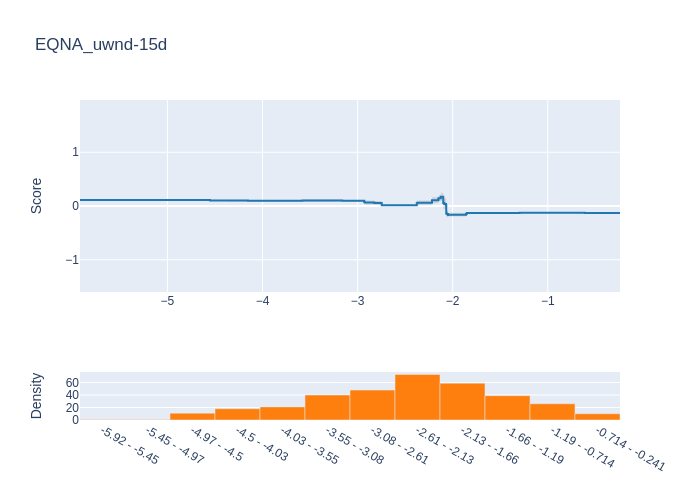 EQNA_uwnd-15d
Score
1
0
−1
−5
−4
−3
−2
−1
Density
60
40
20
0
-5.92 - -5.45
-5.45 - -4.97
-4.97 - -4.5
-4.5 - -4.03
-4.03 - -3.55
-3.55 - -3.08
-3.08 - -2.61
-2.61 - -2.13
-2.13 - -1.66
-1.66 - -1.19
-1.19 - -0.714
-0.714 - -0.241